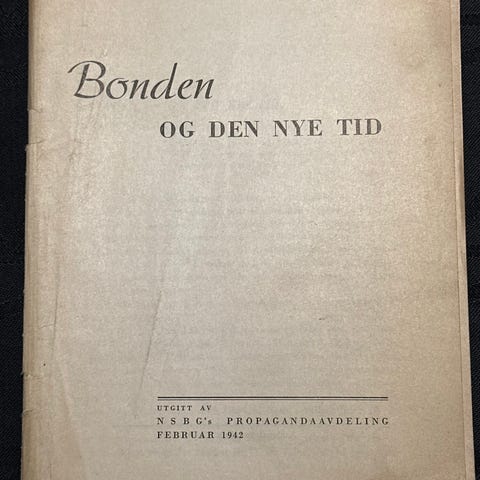 Bonden
OG DEN NYE TID
UTGITT AV
NSBG's PROPAGANDAAVDELING
FEBRUAR 1942